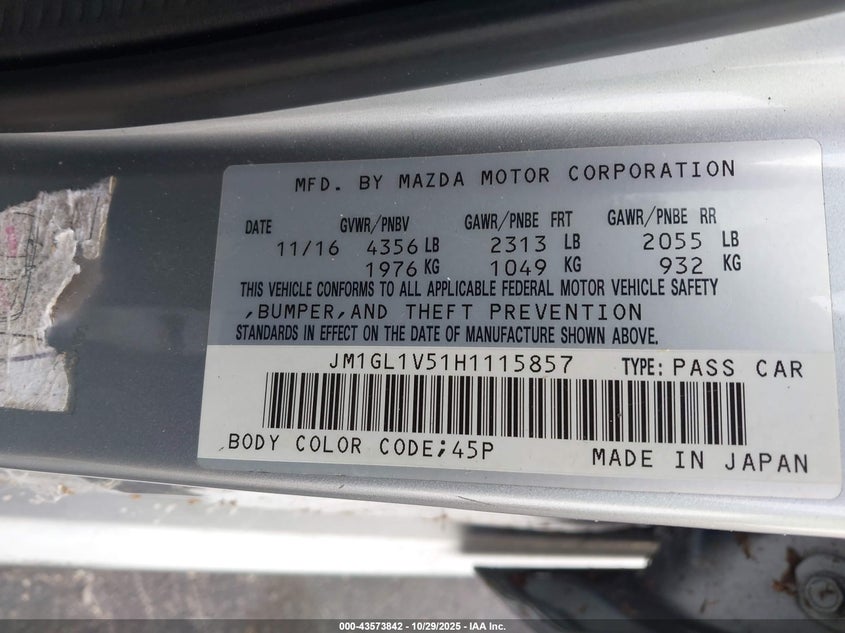 MFD. BY MAZDA MOTOR CORPORATION
DATE GVWR/PNBV GAWR/PNBE FRT GAWR/PNBE RR
11/16 4356 LB 2313 LB 2055 LB
1976 KG 1049 KG 932 KG
THIS VEHICLE CONFORMS TO ALL APPLICABLE FEDERAL MOTOR VEHICLE SAFETY
,BUMPER,AND THEFT PREVENTION
STANDARDS IN EFFECT ON THE DATE OF MANUFACTURE SHOWN ABOVE.
JM1GL1V51H1115857 TYPE: PASS CAR
BODY COLOR CODE;45P MADE IN JAPAN
000-43573842 / 10/29/2025 - IAA Inc.